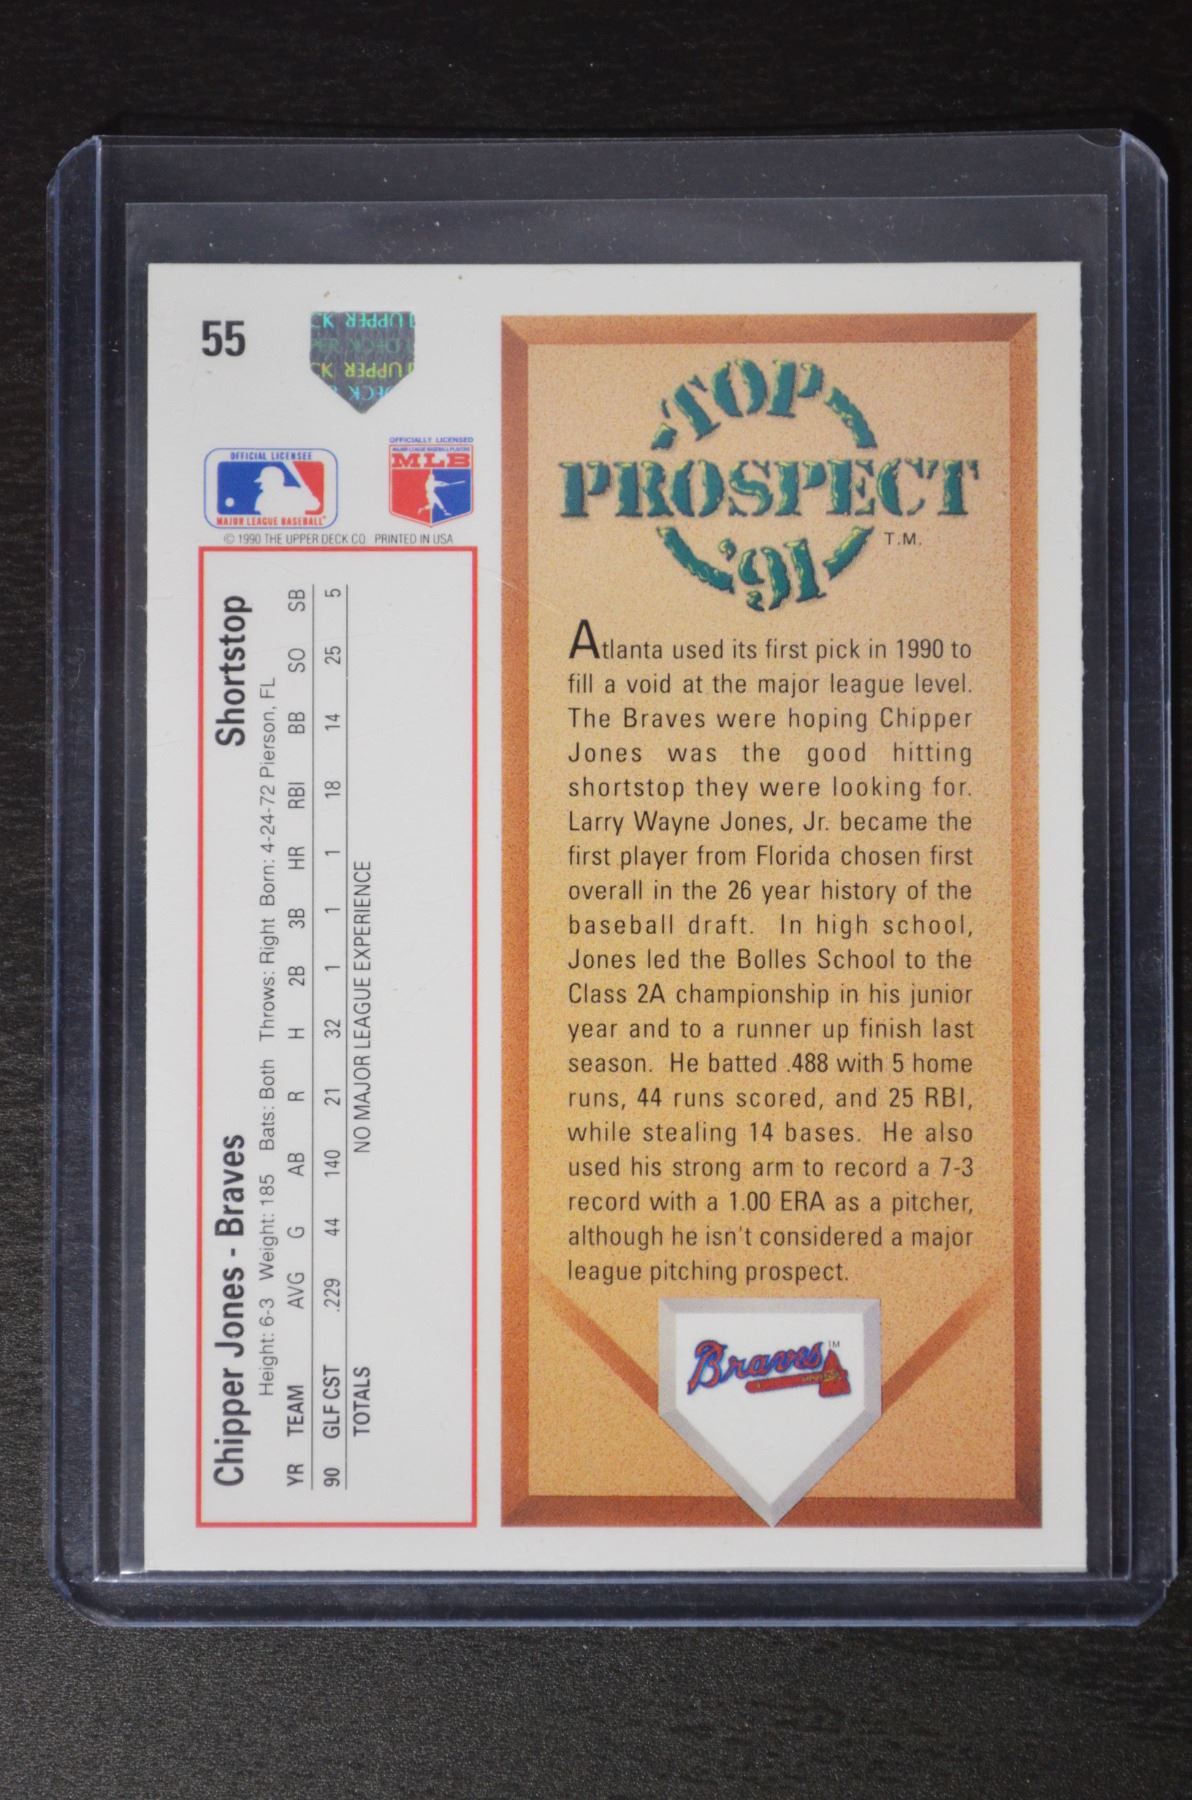 55
OFFICIAL LICENSEE
MAJOR LEAGUE BASEBALL
OFFICIALLY LICENSED
MAJOR LEAGUE BASEBALL PLAYERS
MLB
© 1990 THE UPPER DECK CO. PRINTED IN USA
Chipper Jones - Braves Shortstop
Height: 6-3 Weight: 185 Bats: Both Throws: Right Born: 4-24-72 Pierson, FL
YR TEAM AVG G AB R H 2B 3B HR RBI BB SO SB
90 GLF CST .229 44 140 21 32 1 1 1 18 14 25 5
TOTALS NO MAJOR LEAGUE EXPERIENCE
TOP
PROSPECT
'91
T.M.
Atlanta used its first pick in 1990 to
fill a void at the major league level.
The Braves were hoping Chipper
Jones was the good hitting
shortstop they were looking for.
Larry Wayne Jones, Jr. became the
first player from Florida chosen first
overall in the 26 year history of the
baseball draft. In high school,
Jones led the Bolles School to the
Class 2A championship in his junior
year and to a runner up finish last
season. He batted .488 with 5 home
runs, 44 runs scored, and 25 RBI,
while stealing 14 bases. He also
used his strong arm to record a 7-3
record with a 1.00 ERA as a pitcher,
although he isn't considered a major
league pitching prospect.
Braves TM